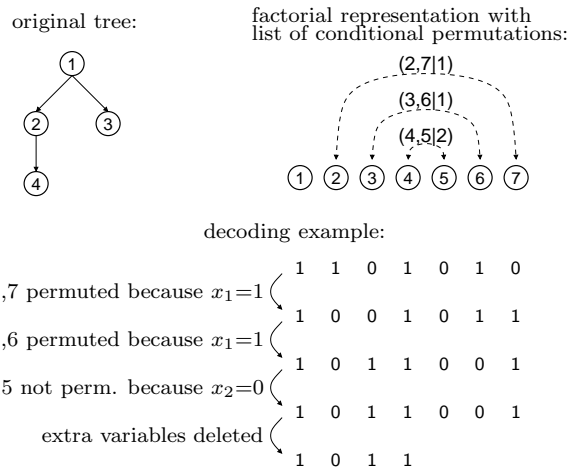 original tree:
factorial representation with
list of conditional permutations:
1
2
3
4
(2,7|1)
(3,6|1)
(4,5|2)
1 2 3 4 5 6 7
decoding example:
1 1 0 1 0 1 0
,7 permuted because x1=1
1 0 0 1 0 1 1
,6 permuted because x1=1
1 0 1 1 0 0 1
5 not perm. because x2=0
1 0 1 1 0 0 1
extra variables deleted
1 0 1 1